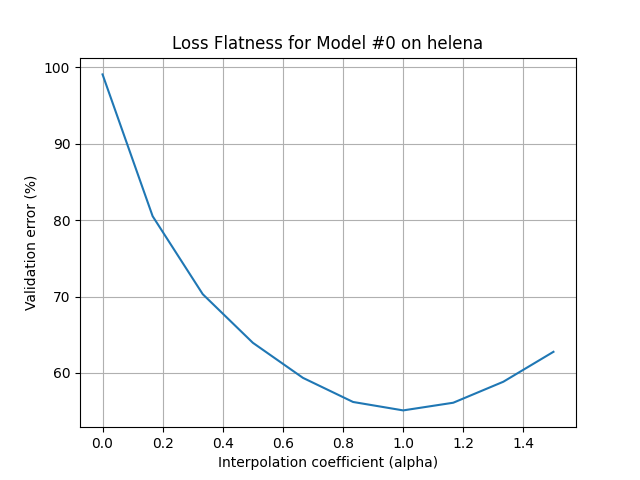 Loss Flatness for Model #0 on helena
100
90
80
70
60
Validation error (%)
0.0 0.2 0.4 0.6 0.8 1.0 1.2 1.4
Interpolation coefficient (alpha)